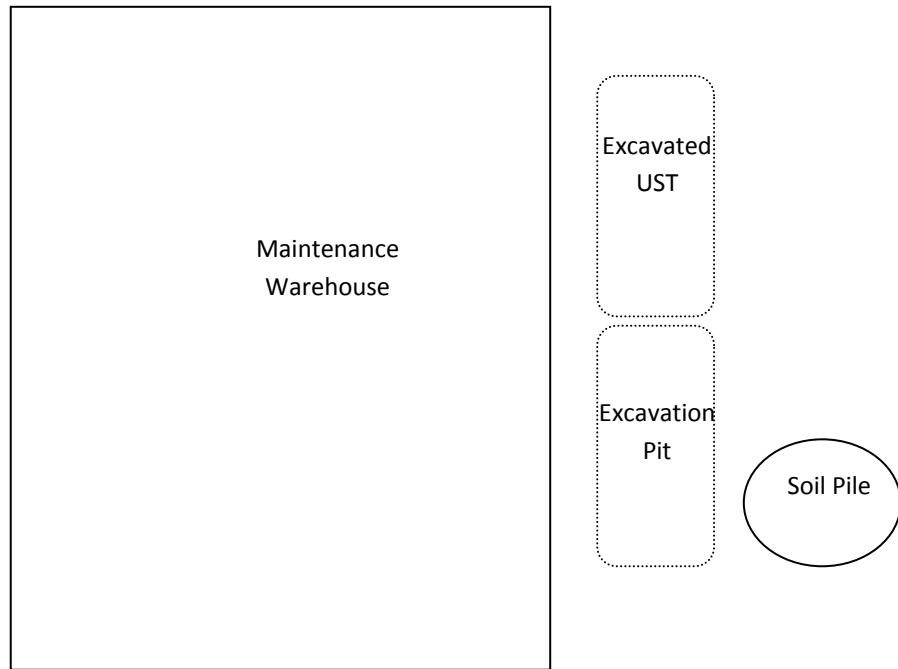 Maintenance
Warehouse
Excavated
UST
Excavation
Pit
Soil Pile